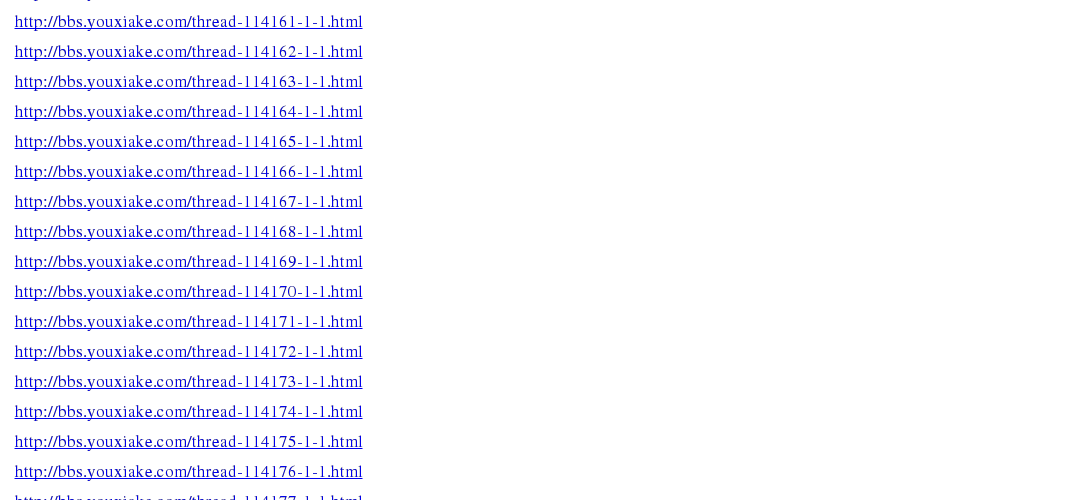 http://bbs.youxiake.com/thread-114161-1-1.html
http://bbs.youxiake.com/thread-114162-1-1.html
http://bbs.youxiake.com/thread-114163-1-1.html
http://bbs.youxiake.com/thread-114164-1-1.html
http://bbs.youxiake.com/thread-114165-1-1.html
http://bbs.youxiake.com/thread-114166-1-1.html
http://bbs.youxiake.com/thread-114167-1-1.html
http://bbs.youxiake.com/thread-114168-1-1.html
http://bbs.youxiake.com/thread-114169-1-1.html
http://bbs.youxiake.com/thread-114170-1-1.html
http://bbs.youxiake.com/thread-114171-1-1.html
http://bbs.youxiake.com/thread-114172-1-1.html
http://bbs.youxiake.com/thread-114173-1-1.html
http://bbs.youxiake.com/thread-114174-1-1.html
http://bbs.youxiake.com/thread-114175-1-1.html
http://bbs.youxiake.com/thread-114176-1-1.html